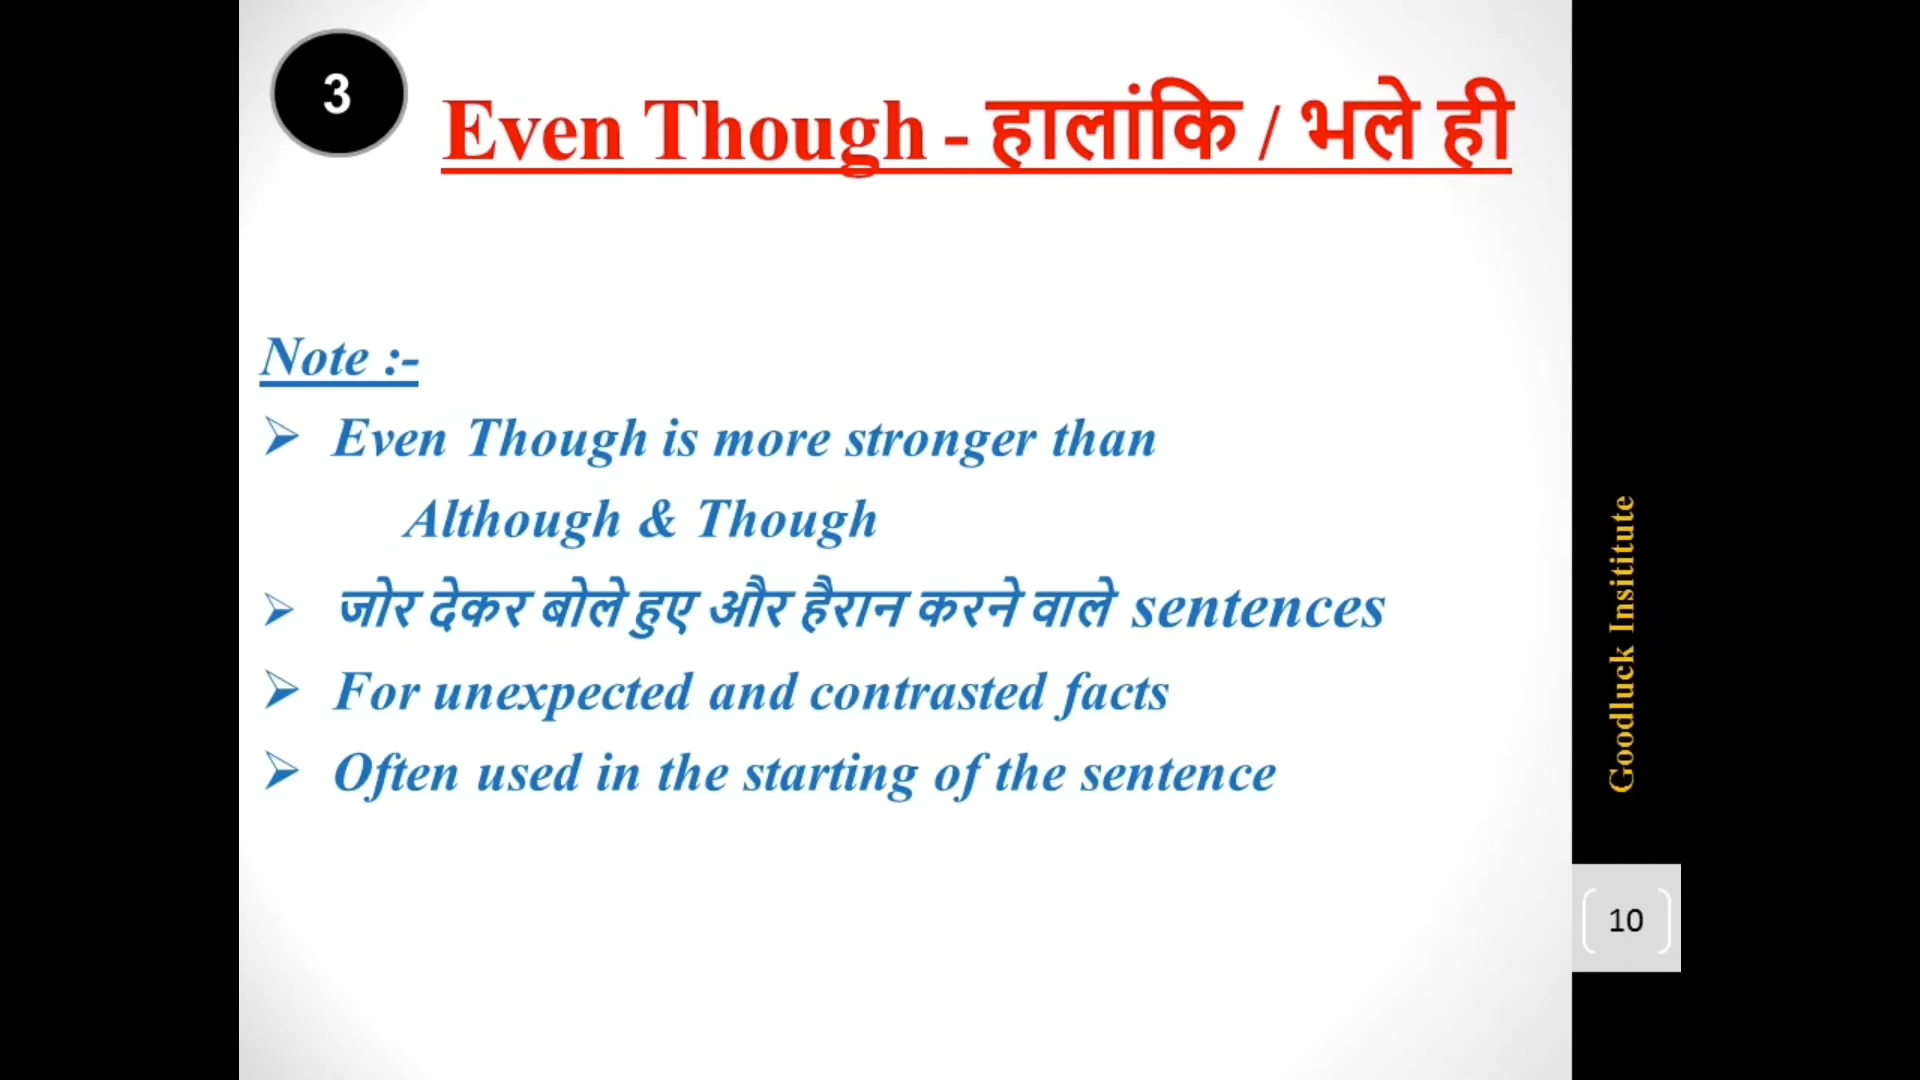 3
Even Though - हालांकि / भले ही
Note :-
➢ Even Though is more stronger than
Although & Though
➢ जोर देकर बोले हुए और हैरान करने वाले sentences
➢ For unexpected and contrasted facts
➢ Often used in the starting of the sentence
Goodluck Insititute
10